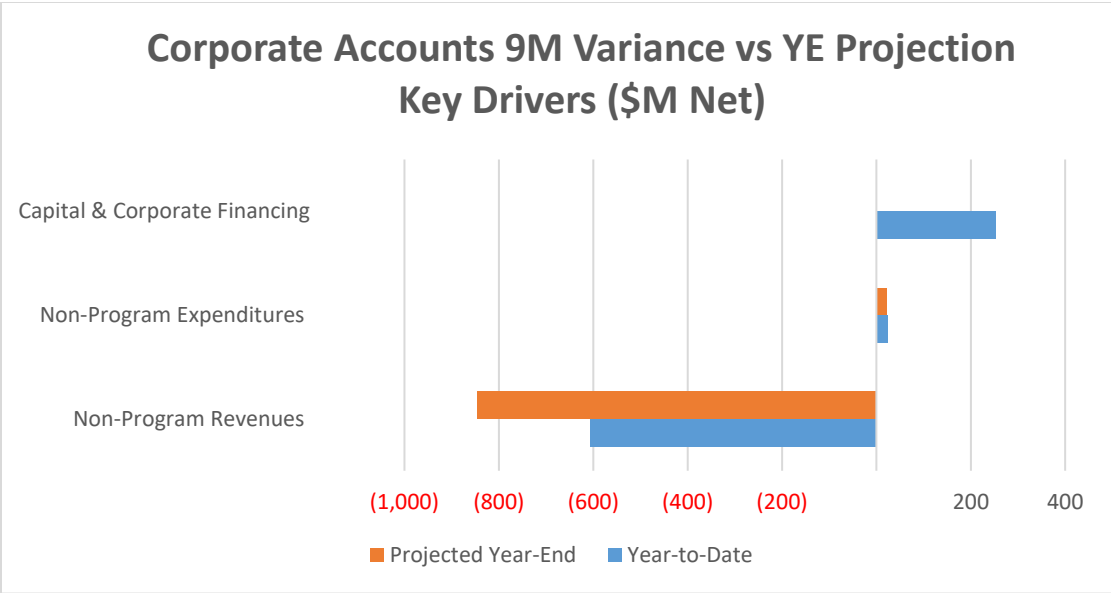 Corporate Accounts 9M Variance vs YE Projection
Key Drivers ($M Net)
Capital & Corporate Financing
Non-Program Expenditures
Non-Program Revenues
(1,000) (800) (600) (400) (200) 200 400
Projected Year-End Year-to-Date